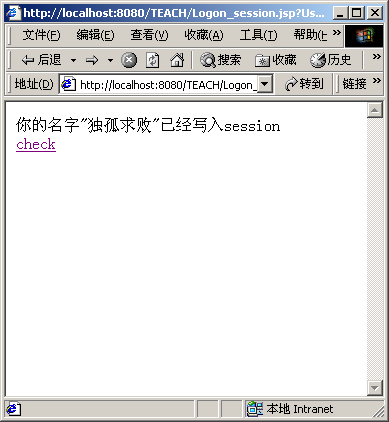 http://localhost:8080/TEACH/Logon_session.jsp?Us...
文件(F) 编辑(E) 查看(V) 收藏(A) 工具(T) 帮助(H »
后退 搜索 收藏 历史 »
地址(D) http://localhost:8080/TEACH/Logon_ 转到 链接 »
你的名字"独孤求败"已经写入session
check
本地 Intranet